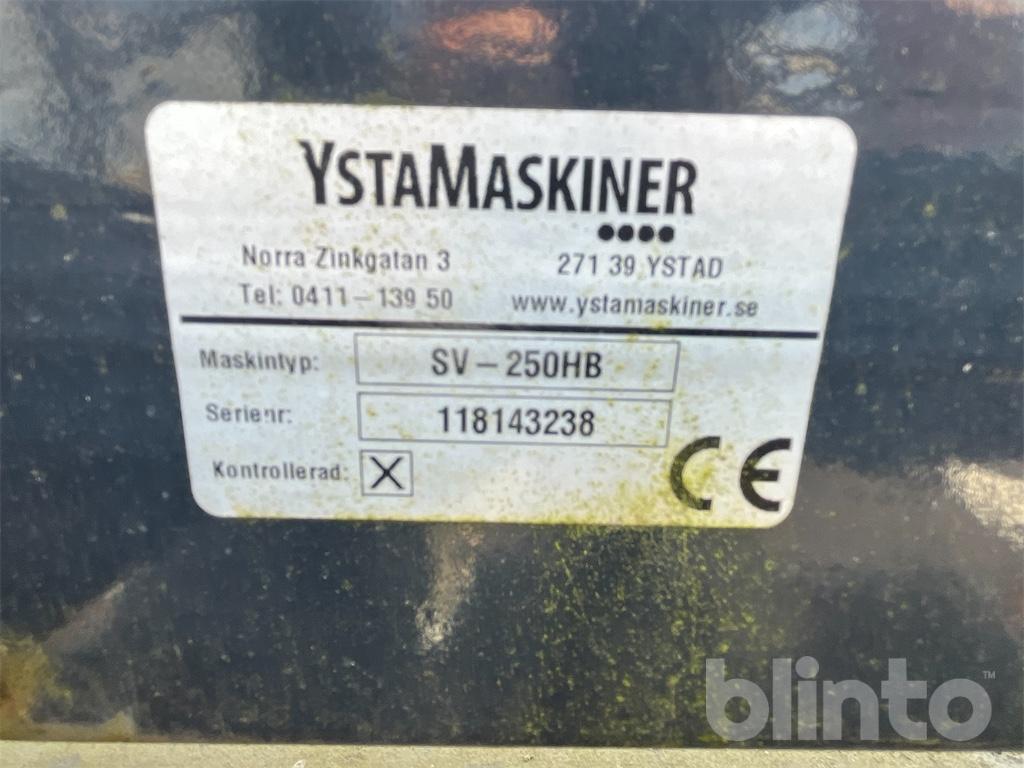 YSTAMASKINER
Norra Zinkgatan 3
271 39 YSTAD
Tel: 0411-139 50
www.ystamaskiner.se
Maskintyp: SV-250HB
Serienr: 118143238
Kontrollerad: X
CE
blinto™